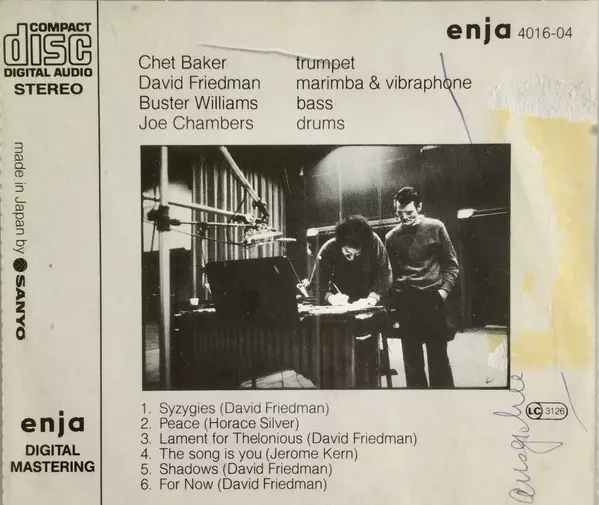 COMPACT
disc
DIGITAL AUDIO
STEREO
made in Japan by SANYO
enja
DIGITAL
MASTERING
enja 4016-04
Chet Baker trumpet
David Friedman marimba & vibraphone
Buster Williams bass
Joe Chambers drums
1. Syzygies (David Friedman)
2. Peace (Horace Silver)
3. Lament for Thelonious (David Friedman)
4. The song is you (Jerome Kern)
5. Shadows (David Friedman)
6. For Now (David Friedman)
LC 3126